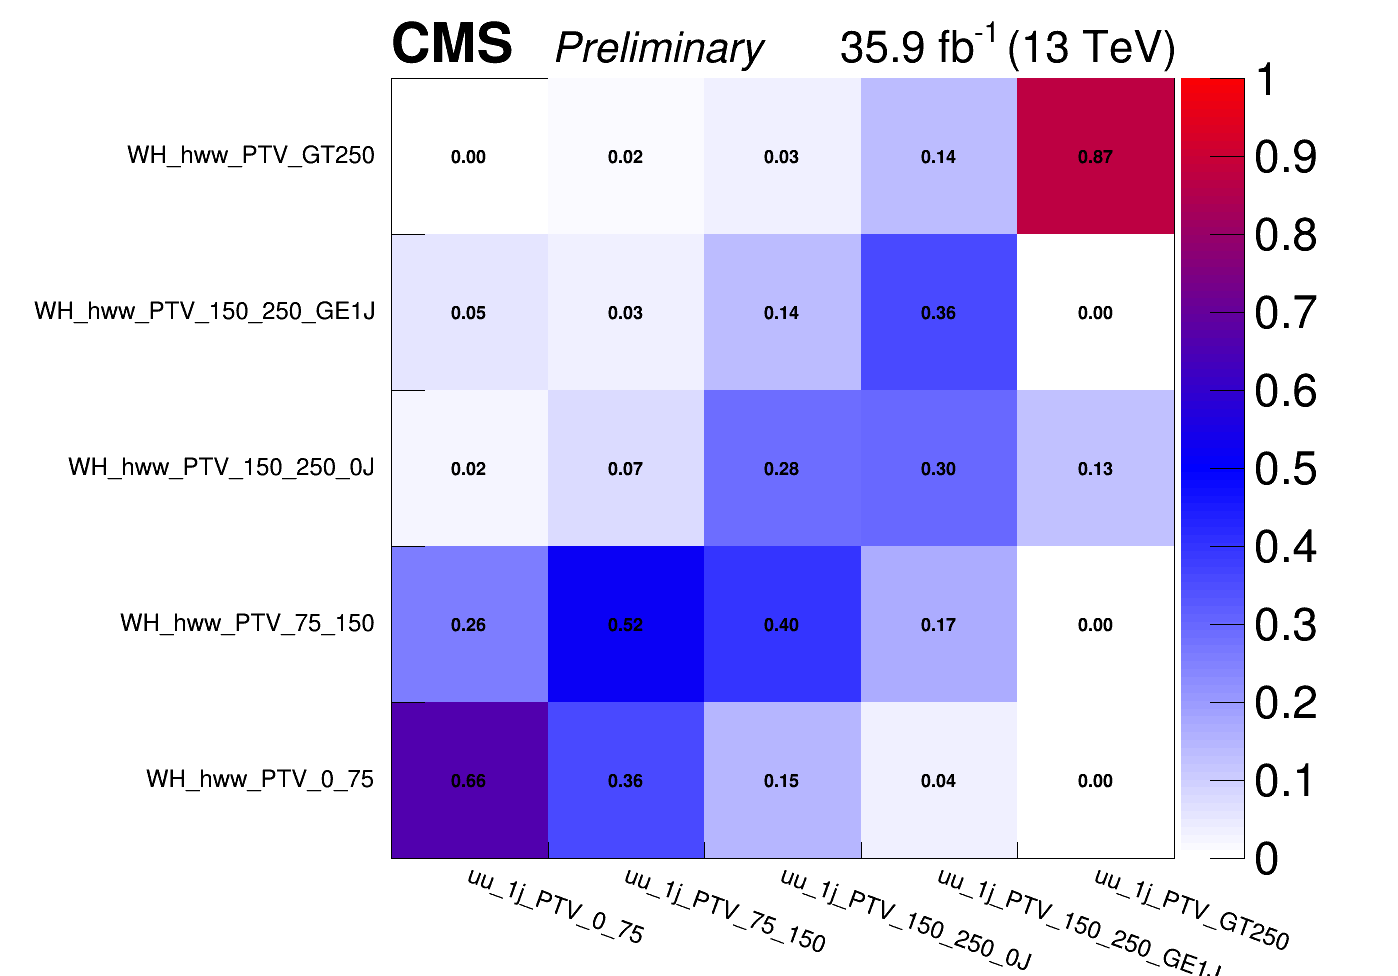 CMS Preliminary 35.9 fb-1 (13 TeV)
1
WH_hww_PTV_GT250 0.00 0.02 0.03 0.14 0.87 0.9
0.8
WH_hww_PTV_150_250_GE1J 0.05 0.03 0.14 0.36 0.00 0.7
0.6
WH_hww_PTV_150_250_0J 0.02 0.07 0.28 0.30 0.13 0.5
0.4
WH_hww_PTV_75_150 0.26 0.52 0.40 0.17 0.00 0.3
0.2
WH_hww_PTV_0_75 0.66 0.36 0.15 0.04 0.00 0.1
0
uu_1j_PTV_0_75
uu_1j_PTV_75_150
uu_1j_PTV_150_250_0J
uu_1j_PTV_150_250_GE1J
uu_1j_PTV_GT250